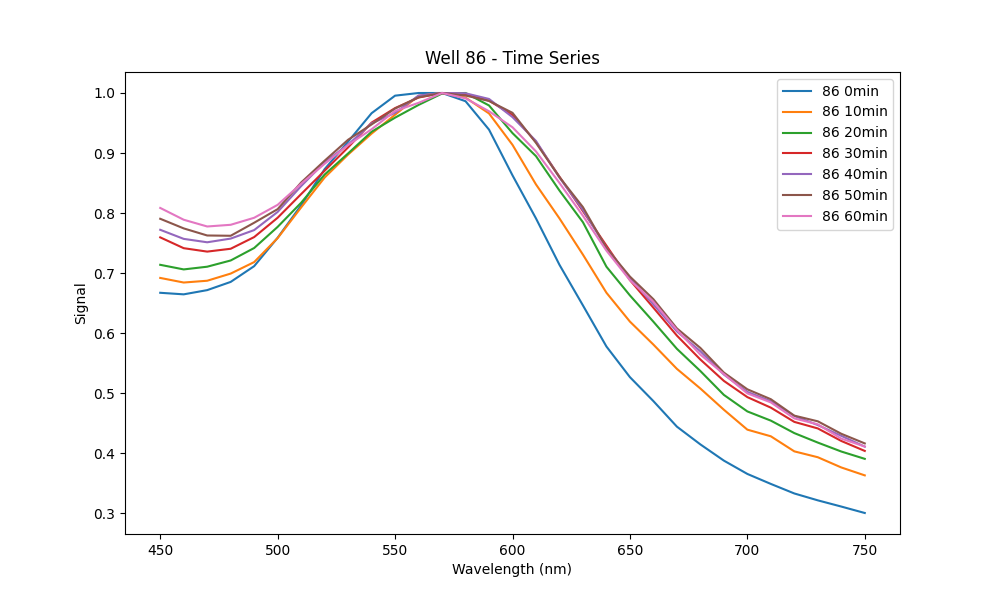 Well 86 - Time Series
Signal
1.0
0.9
0.8
0.7
0.6
0.5
0.4
0.3
450
500
550
600
650
700
750
Wavelength (nm)
86 0min
86 10min
86 20min
86 30min
86 40min
86 50min
86 60min